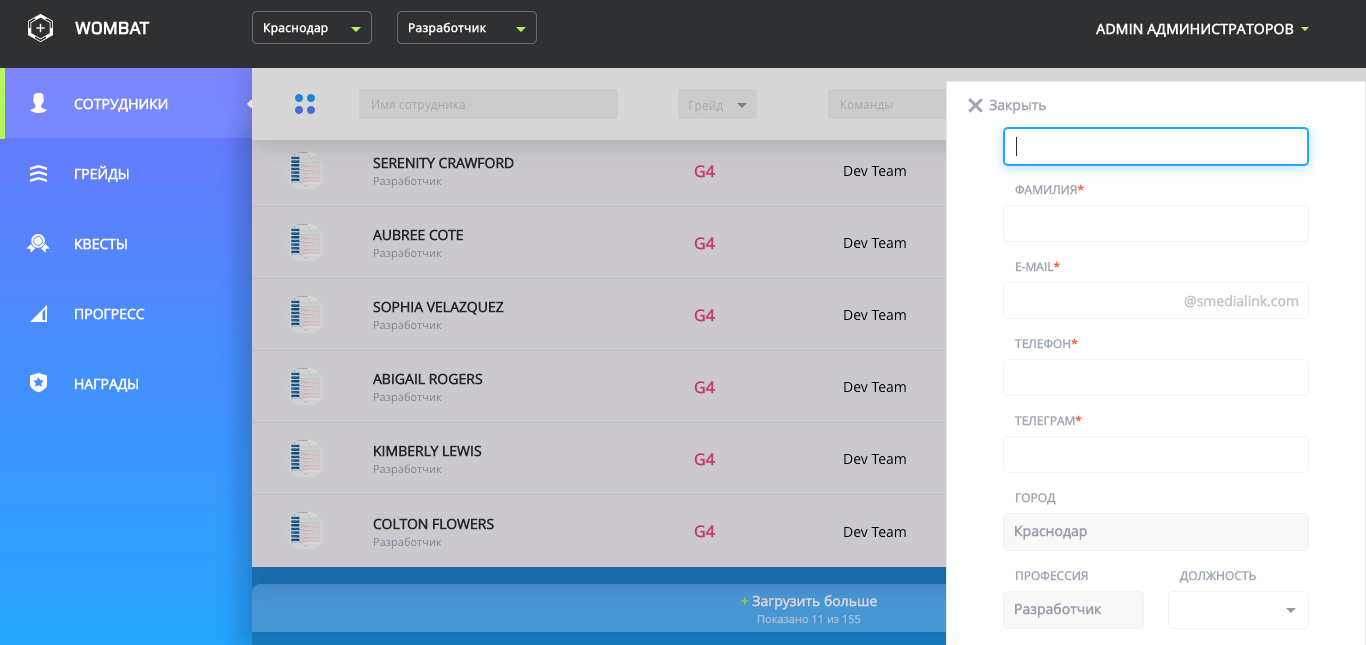 WOMBAT
Краснодар
Разработчик
ADMIN АДМИНИСТРАТОРОВ
СОТРУДНИКИ
ГРЕЙДЫ
КВЕСТЫ
ПРОГРЕСС
НАГРАДЫ
Имя сотрудника
Грейд
Команды
SERENITY CRAWFORD
Разработчик
G4
Dev Team
AUBREE COTE
Разработчик
G4
Dev Team
SOPHIA VELAZQUEZ
Разработчик
G4
Dev Team
ABIGAIL ROGERS
Разработчик
G4
Dev Team
KIMBERLY LEWIS
Разработчик
G4
Dev Team
COLTON FLOWERS
Разработчик
G4
Dev Team
+ Загрузить больше
Показано 11 из 155
Закрыть
ФАМИЛИЯ*
E-MAIL*
@smedialink.com
ТЕЛЕФОН*
ТЕЛЕГРАМ*
ГОРОД
Краснодар
ПРОФЕССИЯ
ДОЛЖНОСТЬ
Разработчик